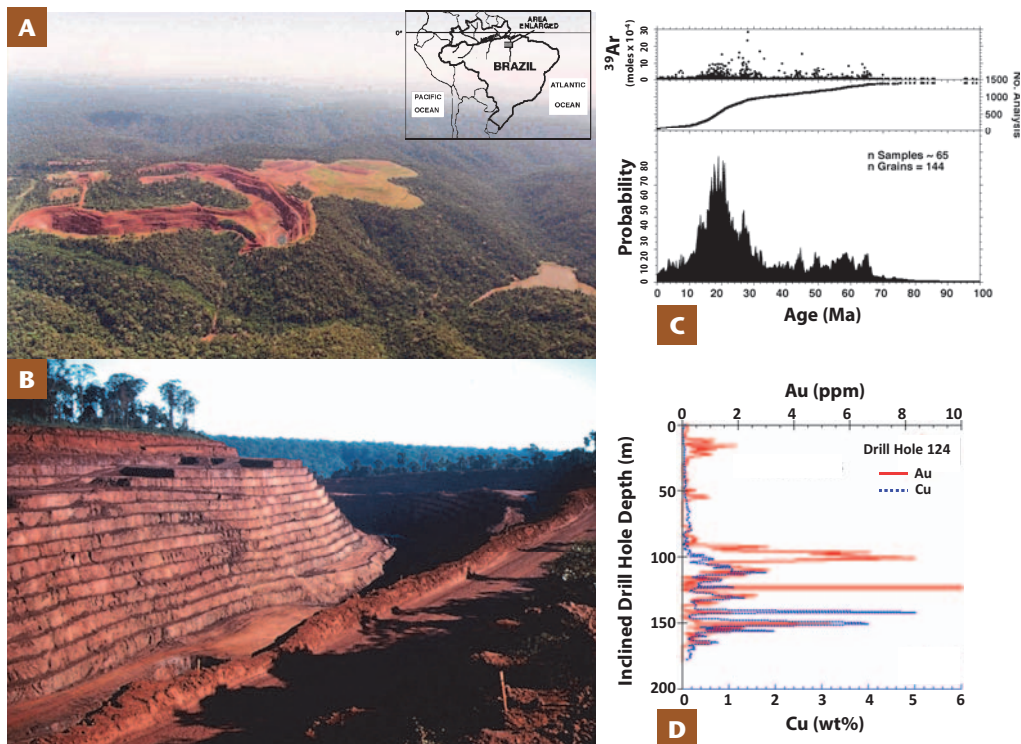 A
AREA
ENLARGED
0°
BRAZIL
PACIFIC
OCEAN
ATLANTIC
OCEAN
B
39Ar
(moles x 10-4)
30
20
10
0
1500
1000
500
0
No. Analysis
n Samples ~ 65
n Grains = 144
Probability
0 10 20 30 40 50 60 70 80
0 10 20 30 40 50 60 70 80 90 100
Age (Ma)
C
Au (ppm)
0 2 4 6 8 10
Inclined Drill Hole Depth (m)
0
50
100
150
200
Drill Hole 124
Au
Cu
0 1 2 3 4 5 6
Cu (wt%)
D